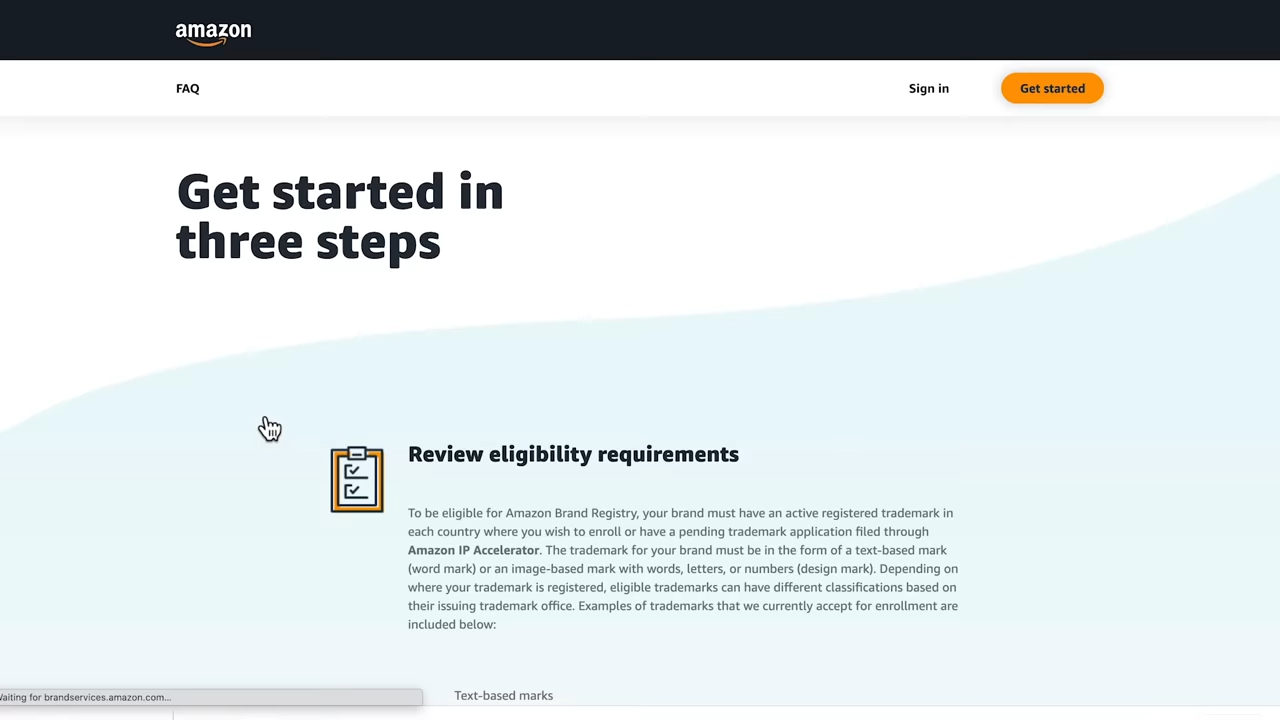 amazon
FAQ
Sign in
Get started
Get started in
three steps
Review eligibility requirements
To be eligible for Amazon Brand Registry, your brand must have an active registered trademark in
each country where you wish to enroll or have a pending trademark application filed through
Amazon IP Accelerator. The trademark for your brand must be in the form of a text-based mark
(word mark) or an image-based mark with words, letters, or numbers (design mark). Depending on
where your trademark is registered, eligible trademarks can have different classifications based on
their issuing trademark office. Examples of trademarks that we currently accept for enrollment are
included below:
Text-based marks
Waiting for brandservices.amazon.com...